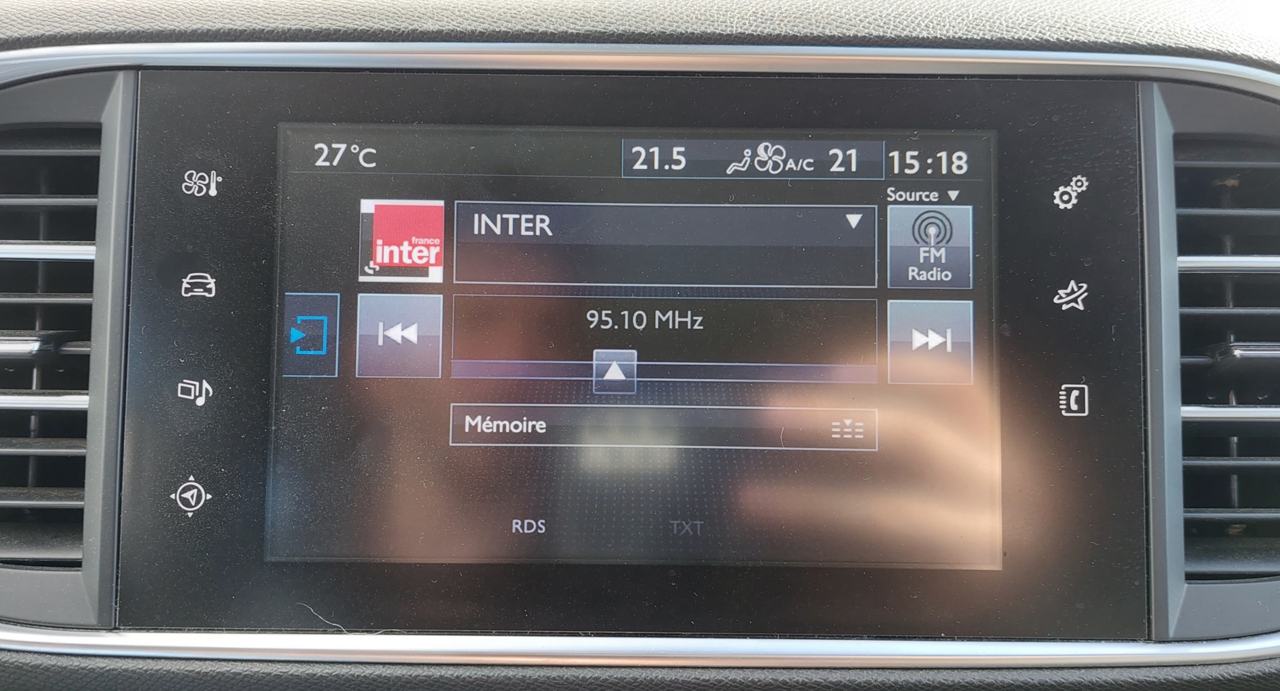 27°C
21.5 A/C 21 15:18
Source
france
inter
INTER
FM
Radio
95.10 MHz
Mémoire
RDS
TXT